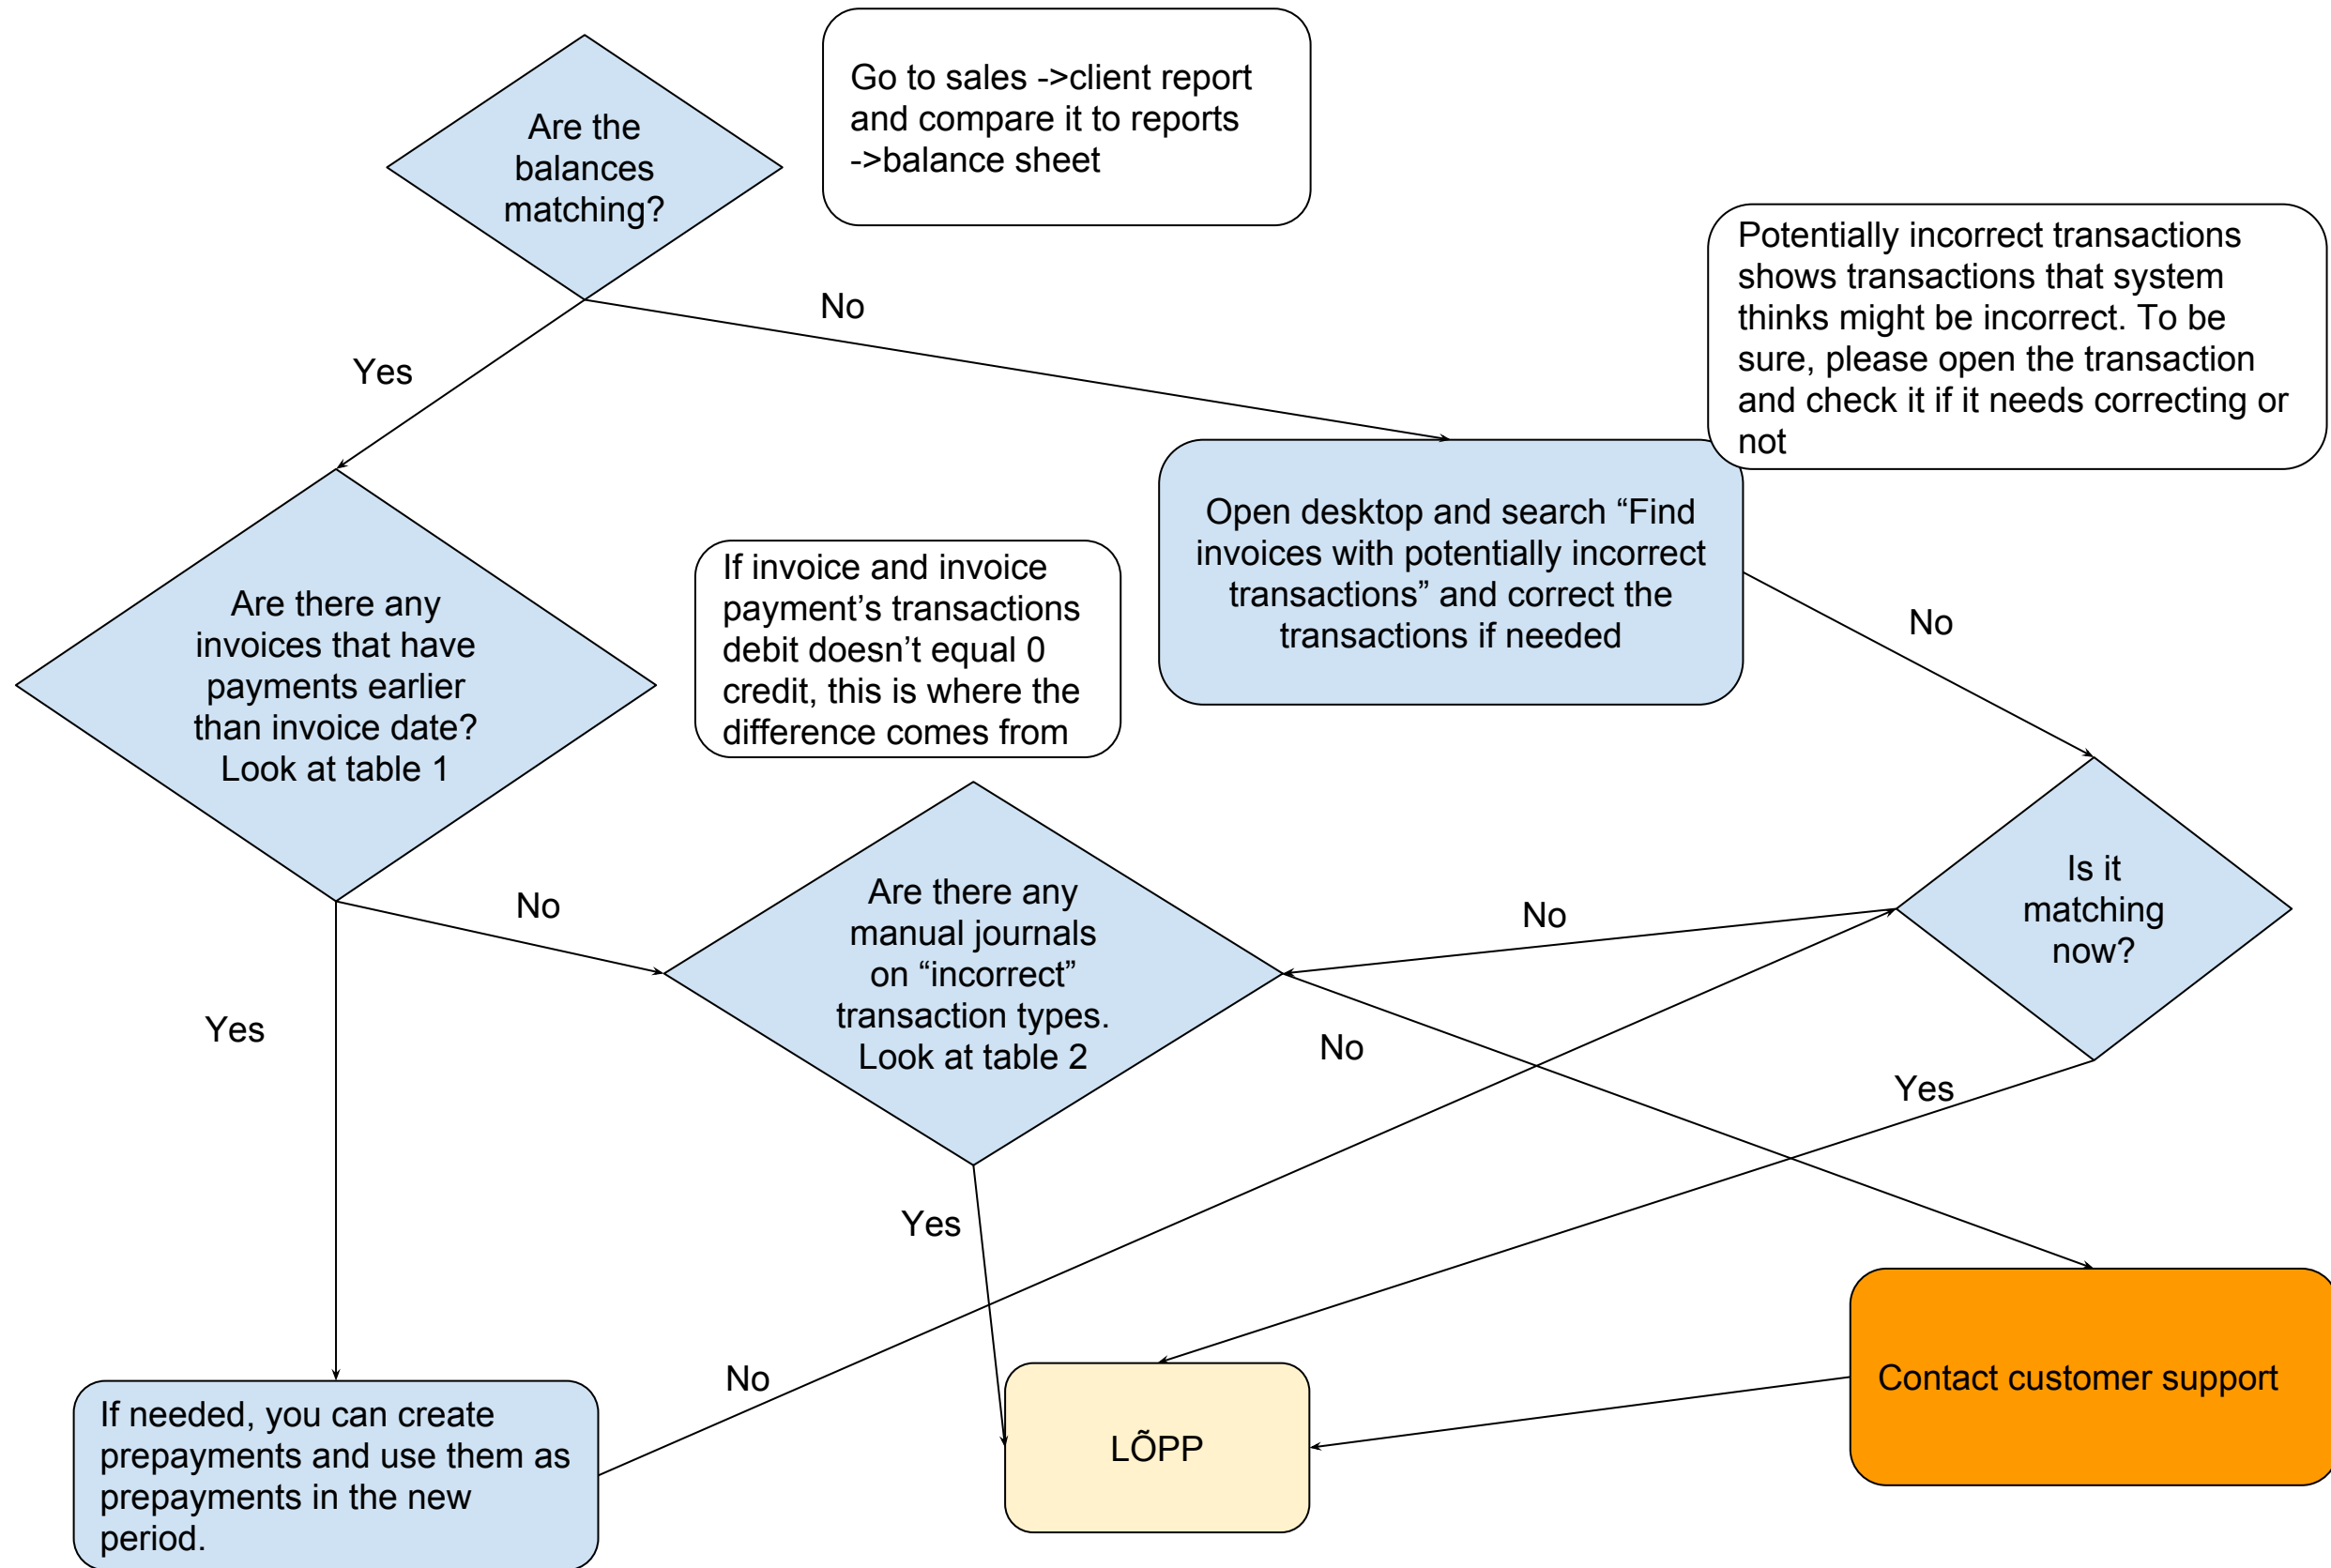 Are the
balances
matching?
Go to sales ->client report
and compare it to reports
->balance sheet
Potentially incorrect transactions
shows transactions that system
thinks might be incorrect. To be
sure, please open the transaction
and check it if it needs correcting or
not
No
Yes
Open desktop and search “Find
invoices with potentially incorrect
transactions” and correct the
transactions if needed
If invoice and invoice
payment’s transactions
debit doesn’t equal 0
credit, this is where the
difference comes from
Are there any
invoices that have
payments earlier
than invoice date?
Look at table 1
No
Is it
matching
now?
Are there any
manual journals
on “incorrect”
transaction types.
Look at table 2
No
No
Yes
No
Yes
Yes
No
If needed, you can create
prepayments and use them as
prepayments in the new
period.
LÕPP
Contact customer support